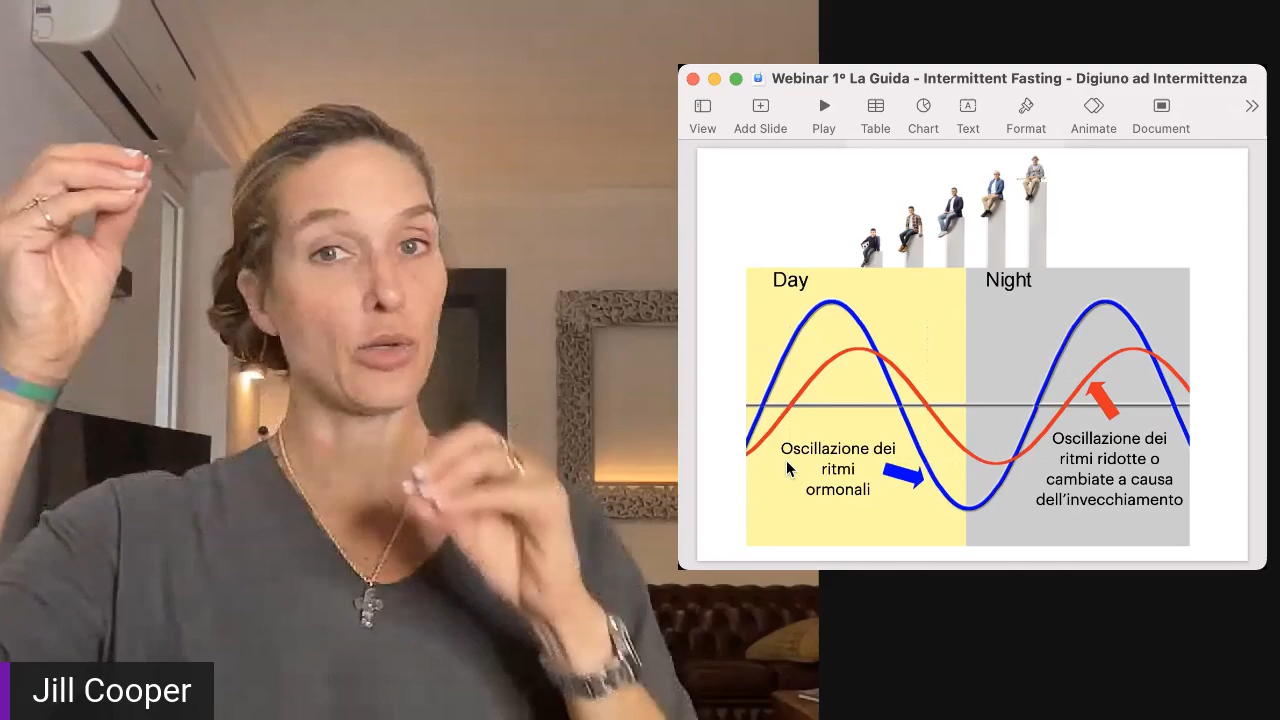 Webinar 1º La Guida - Intermittent Fasting - Digiuno ad Intermittenza
View Add Slide Play Table Chart Text Format Animate Document
Day Night
Oscillazione dei
ritmi
ormonali
Oscillazione dei
ritmi ridotte o
cambiate a causa
dell'invecchiamento
Jill Cooper